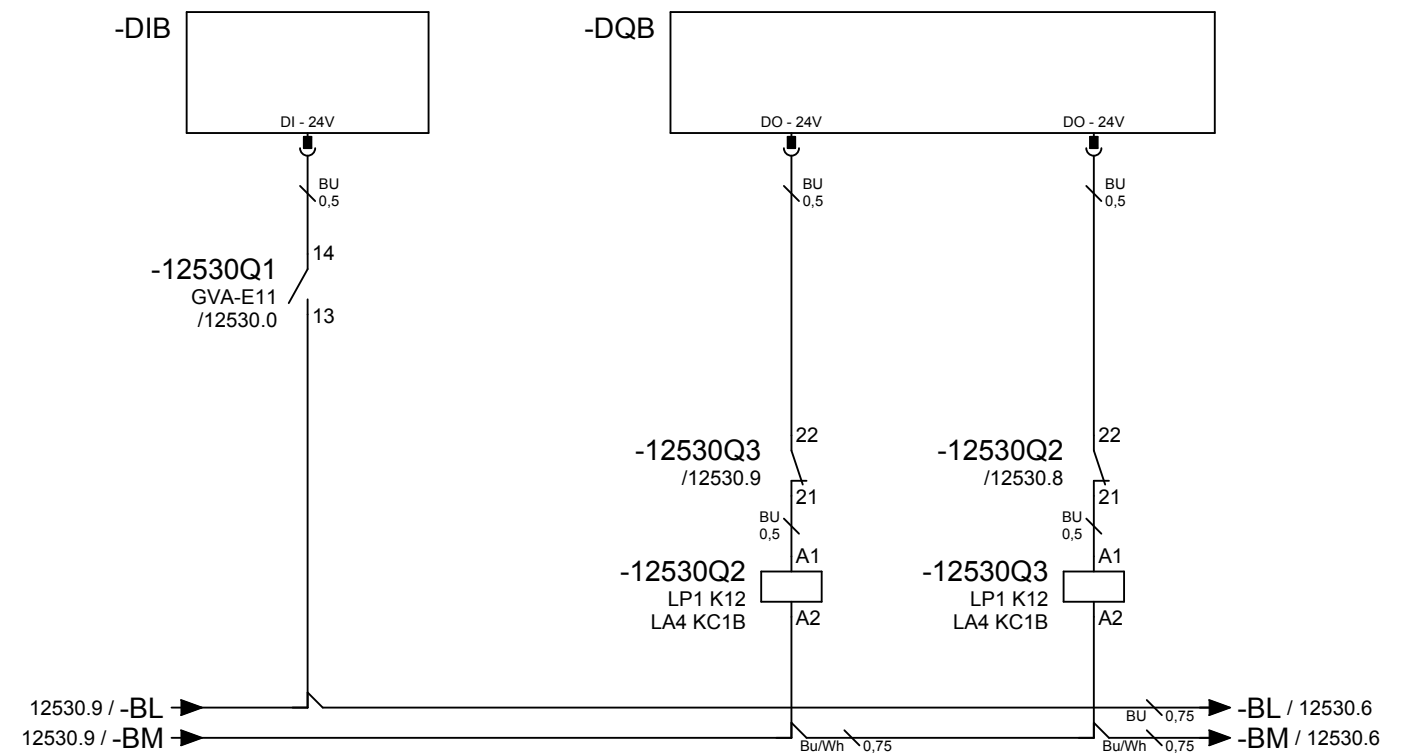 -DIB
-DQB
DI - 24V
DO - 24V
DO - 24V
BU
0,5
BU
0,5
BU
0,5
14
-12530Q1
GVA-E11
/12530.0
13
22
-12530Q3
/12530.9
21
22
-12530Q2
/12530.8
21
BU
0,5
BU
0,5
A1
-12530Q2
LP1 K12
LA4 KC1B
A2
A1
-12530Q3
LP1 K12
LA4 KC1B
A2
12530.9 / -BL
BU 0,75
-BL / 12530.6
12530.9 / -BM
Bu/Wh 0,75
Bu/Wh 0,75
-BM / 12530.6